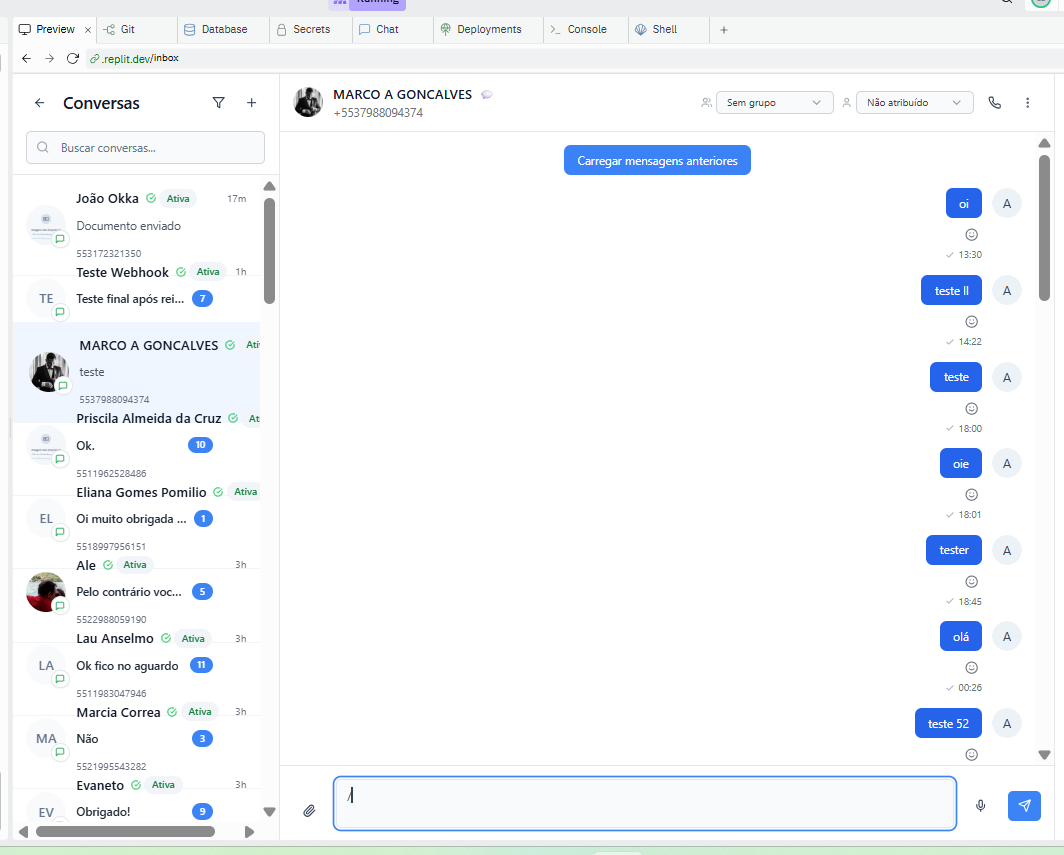 Running
Preview
Git
Database
Secrets
Chat
Deployments
Console
Shell
.replit.dev/inbox
Conversas
Buscar conversas...
João Okka Ativa 17m
Documento enviado
553172321350
Teste Webhook Ativa 1h
TE
Teste final após rei... 7
MARCO A GONCALVES Ati
teste
5537988094374
Priscila Almeida da Cruz At
Ok. 10
5511962528486
Eliana Gomes Pomilio Ativa
EL
Oi muito obrigada ... 1
5518997956151
Ale Ativa 3h
Pelo contrário voc... 5
5522988059190
Lau Anselmo Ativa 3h
LA
Ok fico no aguardo 11
5511983047946
Marcia Correa Ativa 3h
MA
Não 3
5521995543282
Evaneto Ativa 3h
EV
Obrigado! 9
MARCO A GONCALVES
+5537988094374
Sem grupo
Não atribuído
Carregar mensagens anteriores
oi A
13:30
teste ll A
14:22
teste A
18:00
oie A
18:01
tester A
18:45
olá A
00:26
teste 52 A
/